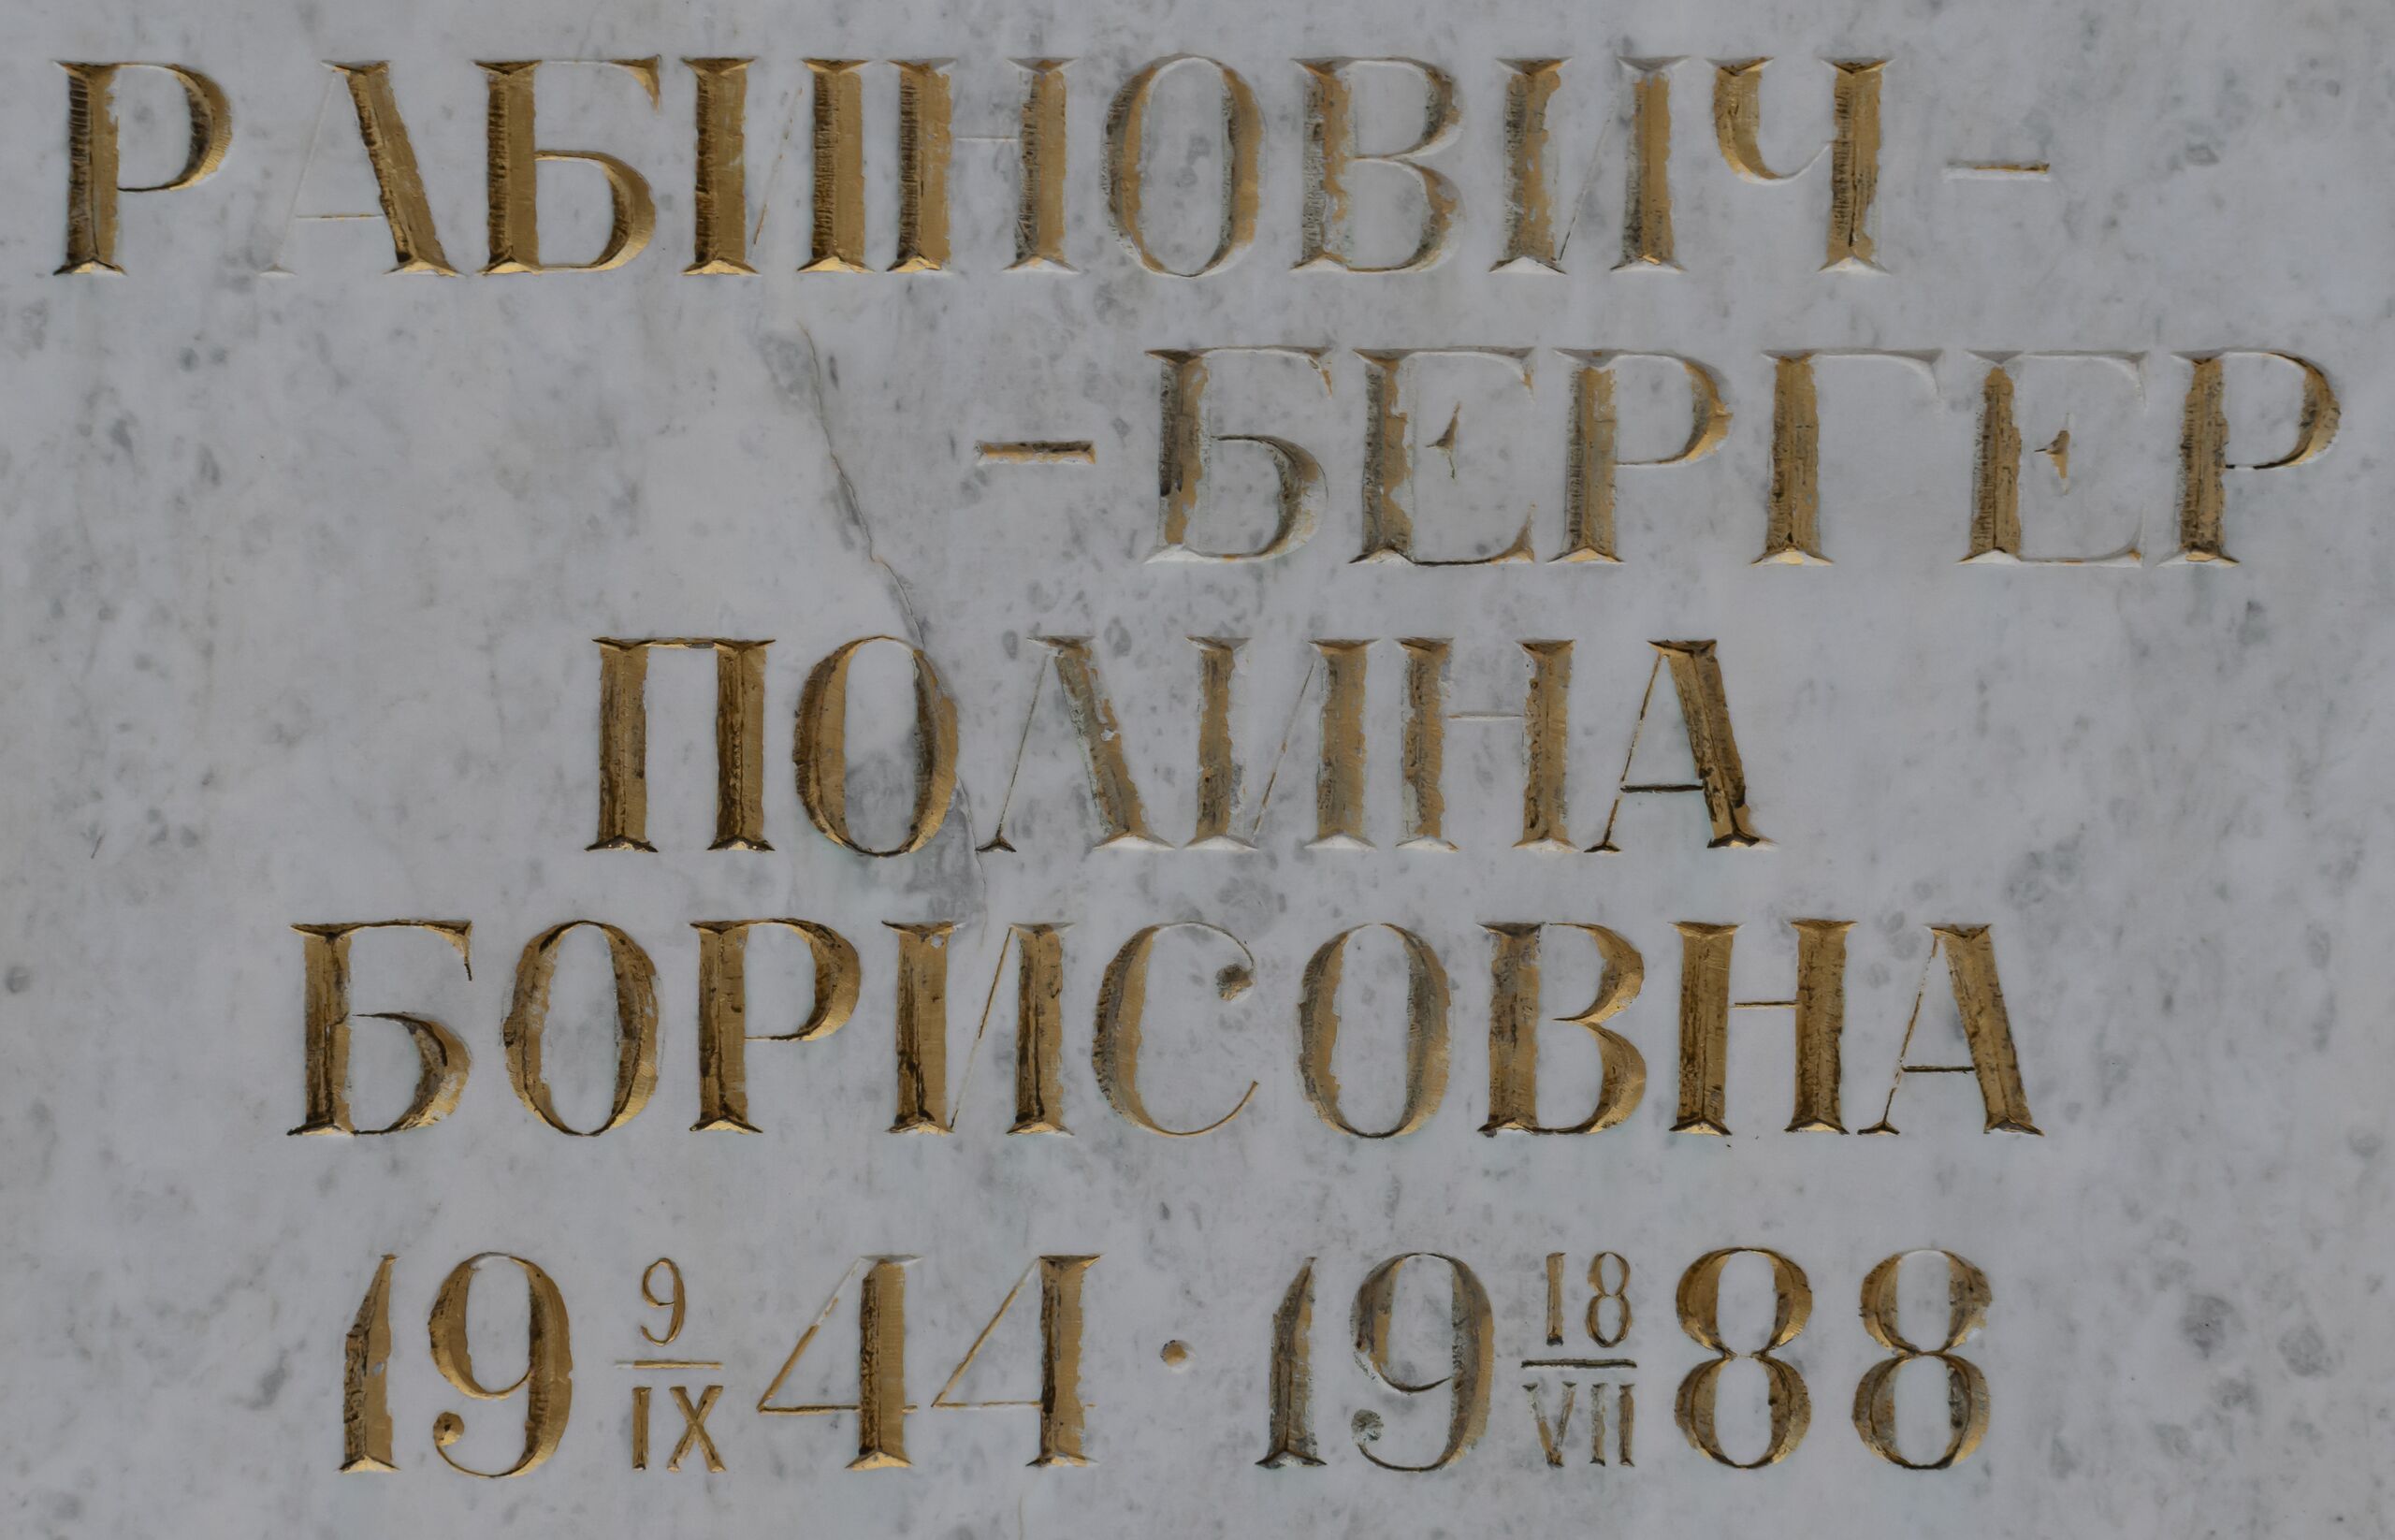 РАБИНОВИЧ-
-БЕРГЕР
ПОЛИНА
БОРИСОВНА
19 9/IX 44 · 19 18/VII 88